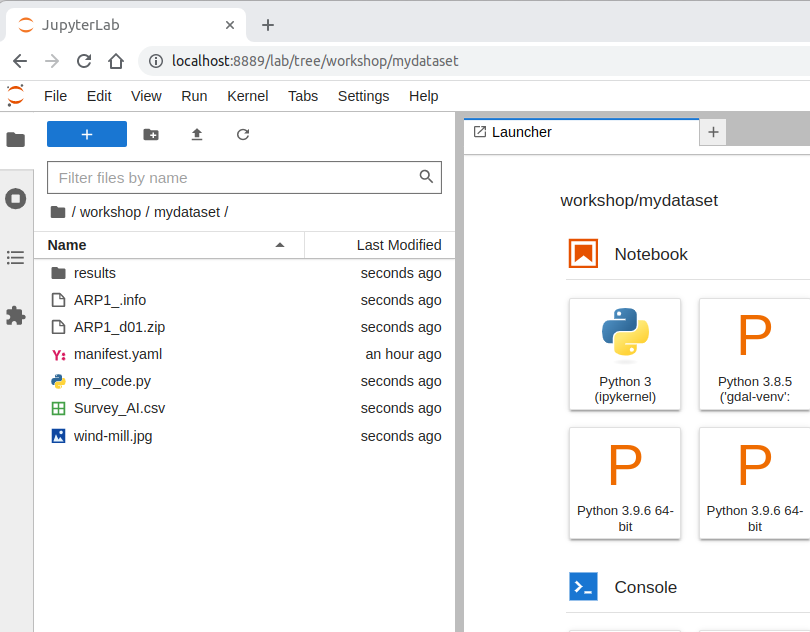 JupyterLab
localhost:8889/lab/tree/workshop/mydataset
File Edit View Run Kernel Tabs Settings Help
Filter files by name
/ workshop / mydataset /
Name Last Modified
results seconds ago
ARP1_.info seconds ago
ARP1_d01.zip seconds ago
Y: manifest.yaml an hour ago
my_code.py seconds ago
Survey_AI.csv seconds ago
wind-mill.jpg seconds ago
Launcher
workshop/mydataset
Notebook
Python 3
(ipykernel)
P
Python 3.8.5
('gdal-venv':
P
Python 3.9.6 64-
bit
P
Python 3.9.6 64-
bit
Console